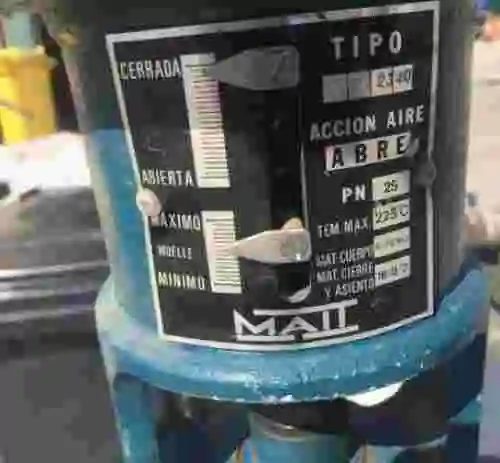 CERRADA
ABIERTA
MAXIMO
MUELLE
MINIMO
TIPO
2340
ACCION AIRE
ABRE
PN 25
TEM. MAX. 225 C
MAT. CUERPO
MAT. CIERRE
Y ASIENTO